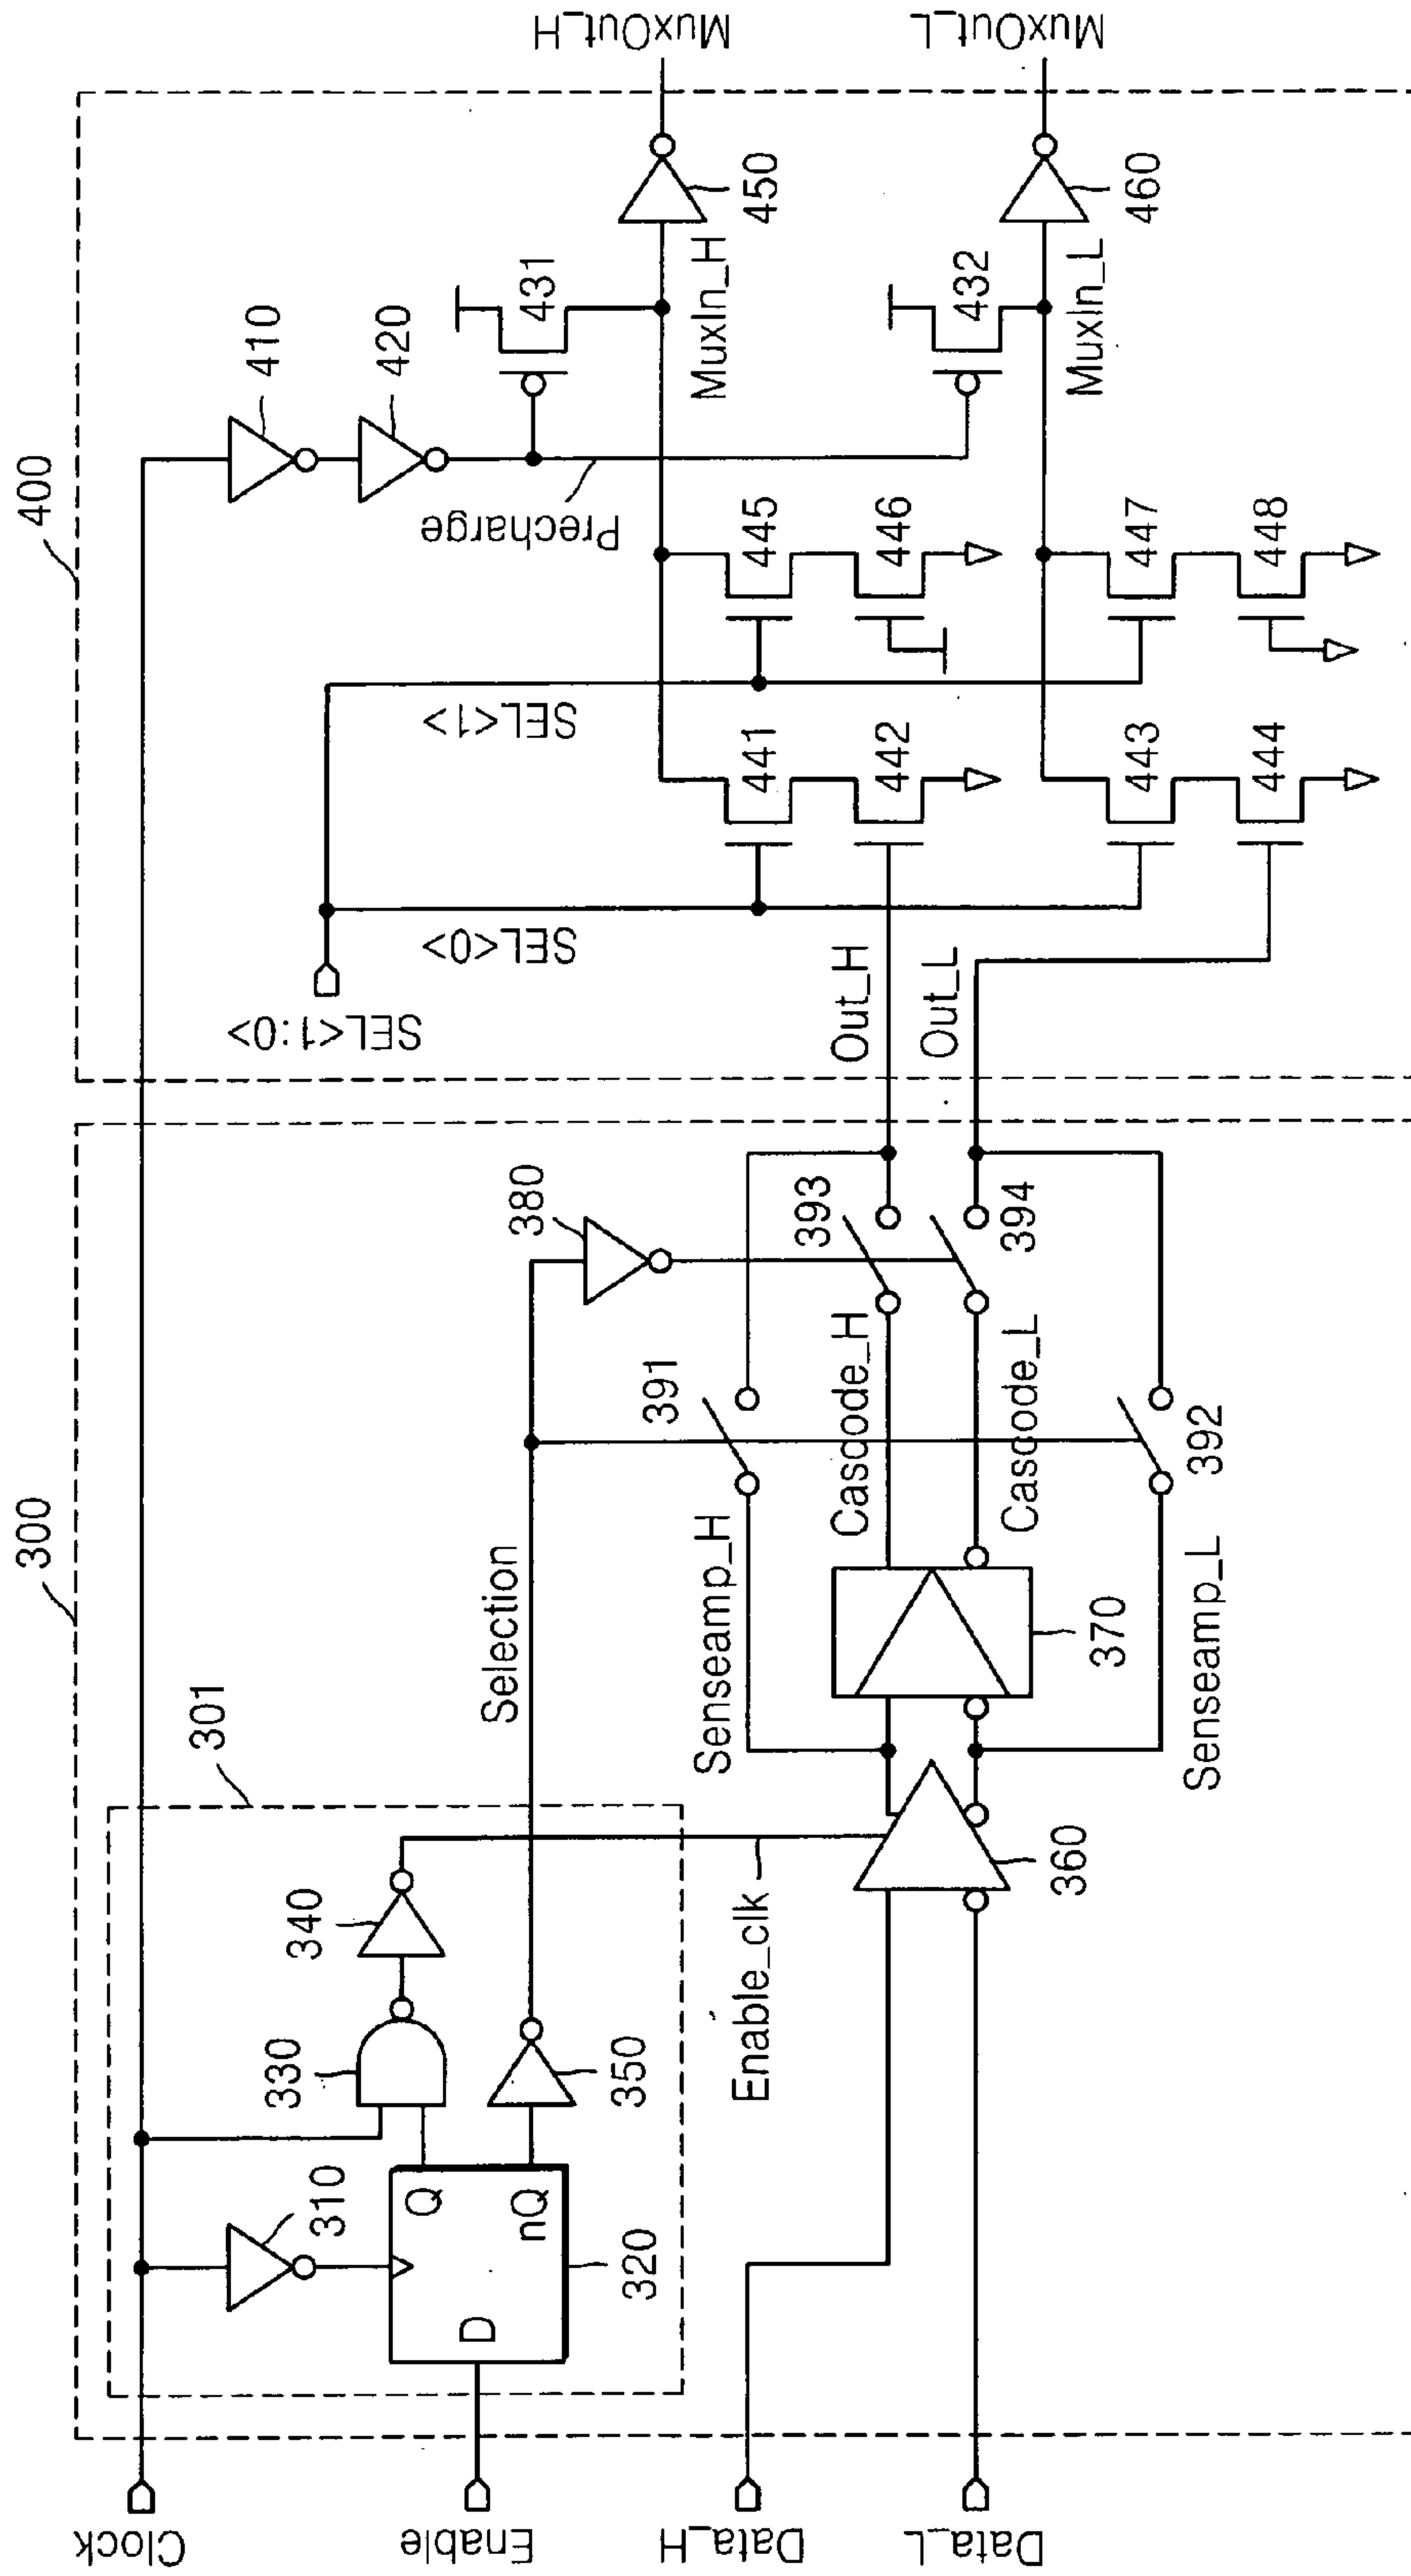 300
400
301
Clock
310
330
340
410
420
SEL<1:0>
Enable
D
Q
nQ
320
350
Selection
380
SEL<0>
SEL<1>
Precharge
431
MuxOut_H
MuxIn_H
450
Enable_clk
Data_H
Senseamp_H
391
393
441
445
442
446
Out_H
Out_L
Cascode_H
Cascode_L
394
432
MuxOut_L
MuxIn_L
460
Data_L
360
370
Senseamp_L
392
443
447
444
448